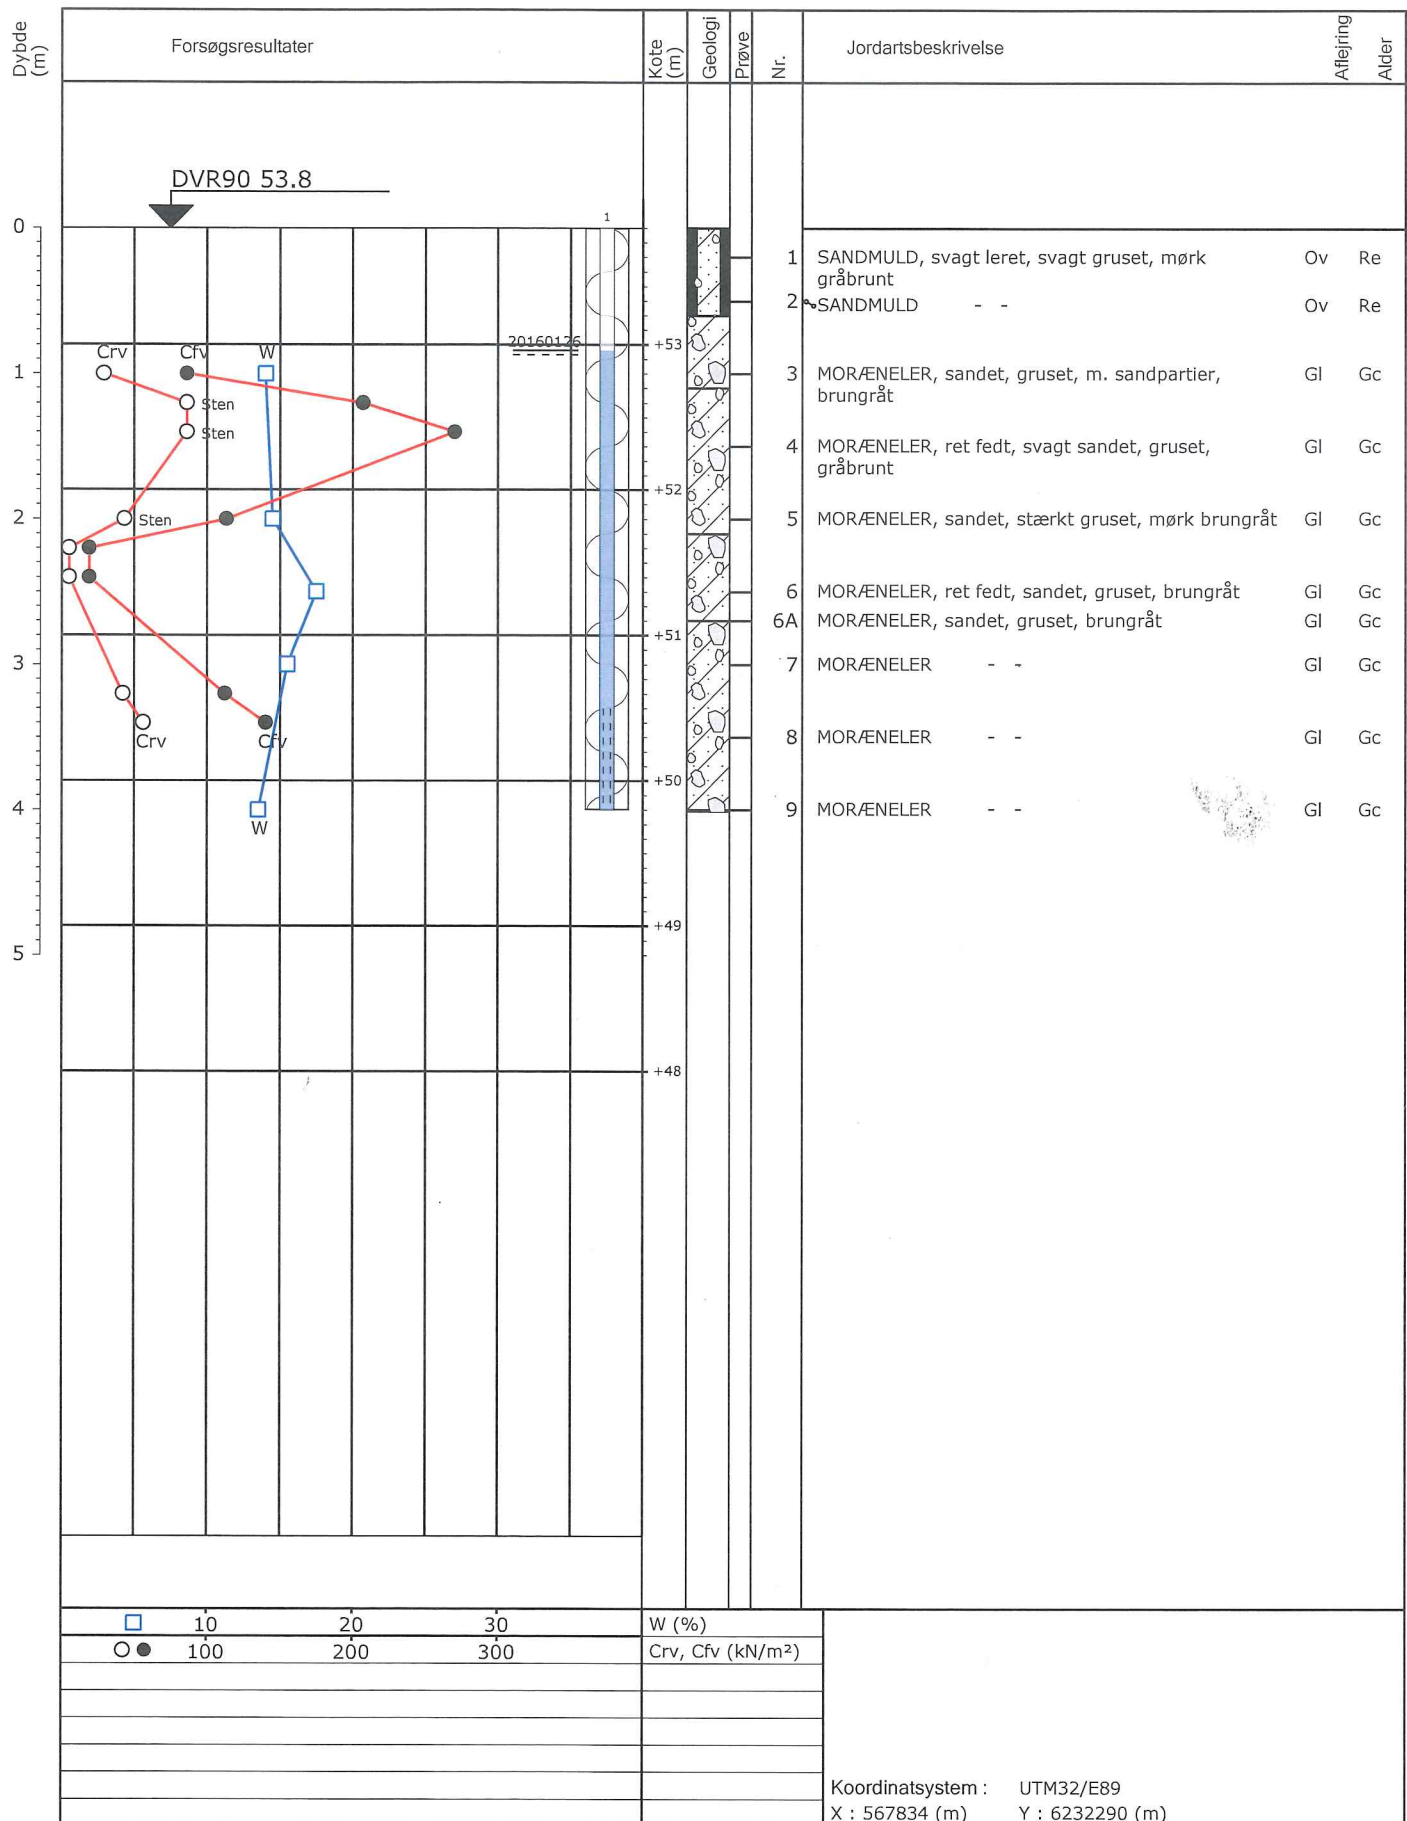 Dybde (m)
Forsøgsresultater
Kote (m)
Geologi
Prøve
Nr.
Jordartsbeskrivelse
Aflejring
Alder
DVR90 53.8
1
0
1 SANDMULD, svagt leret, svagt gruset, mørk Ov Re
gråbrunt
2 SANDMULD - - Ov Re
20160126
+53
Crv Cfv W
1
3 MORÆNELER, sandet, gruset, m. sandpartier, Gl Gc
brungråt
Sten
Sten
4 MORÆNELER, ret fedt, svagt sandet, gruset, Gl Gc
gråbrunt
+52
2
Sten
5 MORÆNELER, sandet, stærkt gruset, mørk brungråt Gl Gc
6 MORÆNELER, ret fedt, sandet, gruset, brungråt Gl Gc
6A MORÆNELER, sandet, gruset, brungråt Gl Gc
+51
3
7 MORÆNELER - - Gl Gc
Crv Cfv
8 MORÆNELER - - Gl Gc
+50
4
9 MORÆNELER - - Gl Gc
W
+49
5
+48
10 20 30 W (%)
100 200 300 Crv, Cfv (kN/m²)
Koordinatsystem : UTM32/E89
X : 567834 (m) Y : 6232290 (m)